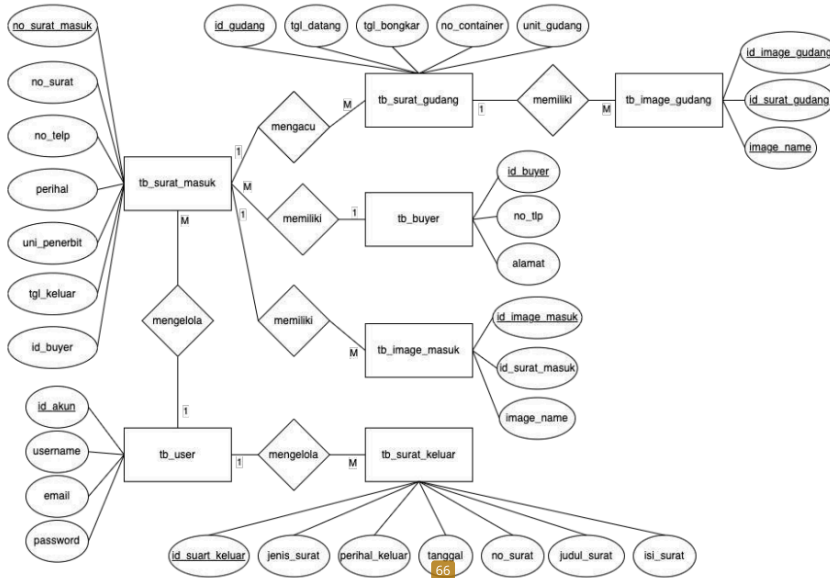 no_surat_masuk
id_gudang
tgl_datang
tgl_bongkar
no_container
unit_gudang
id_image_gudang
no_surat
tb_surat_gudang
memiliki
tb_image_gudang
id_surat_gudang
1
M
M
mengacu
no_telp
image_name
1
tb_surat_masuk
M
id_buyer
perihal
1
memiliki
1
tb_buyer
no_tlp
M
uni_penerbit
alamat
tgl_keluar
mengelola
memiliki
id_image_masuk
tb_image_masuk
M
id_buyer
id_surat_masuk
id_akun
1
image_name
username
tb_user
mengelola
tb_surat_keluar
1
M
email
password
id_suart_keluar
jenis_surat
perihal_keluar
tanggal
no_surat
judul_surat
isi_surat
66